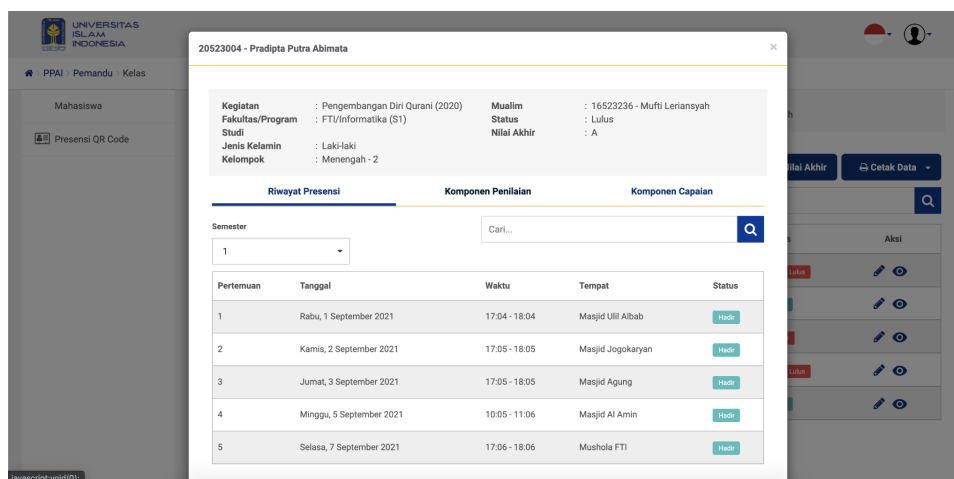 UNIVERSITAS
ISLAM
INDONESIA
20523004 - Pradipta Putra Abimata ×
PPAI Pemandu Kelas
Mahasiswa
Presensi QR Code
Kegiatan : Pengembangan Diri Qurani (2020) Mualim : 16523236 - Mufti Leriansyah
Fakultas/Program : FTI/Informatika (S1) Status : Lulus
Studi Nilai Akhir : A
Jenis Kelamin : Laki-laki
Kelompok : Menengah - 2
Nilai Akhir Cetak Data
Riwayat Presensi Komponen Penilaian Komponen Capaian
Semester
Cari...
1
Aksi
Lulus
Lulus
Pertemuan Tanggal Waktu Tempat Status
1 Rabu, 1 September 2021 17:04 - 18:04 Masjid Ulil Albab Hadir
2 Kamis, 2 September 2021 17:05 - 18:05 Masjid Jogokaryan Hadir
3 Jumat, 3 September 2021 17:05 - 18:05 Masjid Agung Hadir
4 Minggu, 5 September 2021 10:05 - 11:06 Masjid Al Amin Hadir
5 Selasa, 7 September 2021 17:06 - 18:06 Mushola FTI Hadir
javascript:void(0);